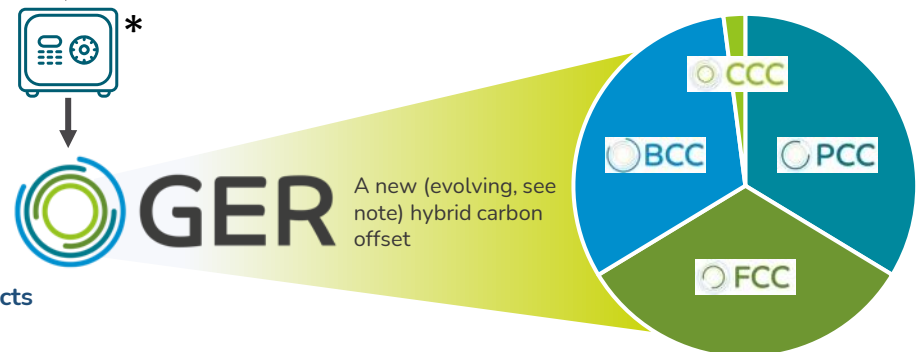 *
CCC
BCC
PCC
GER
A new (evolving, see
note) hybrid carbon
offset
FCC
cts